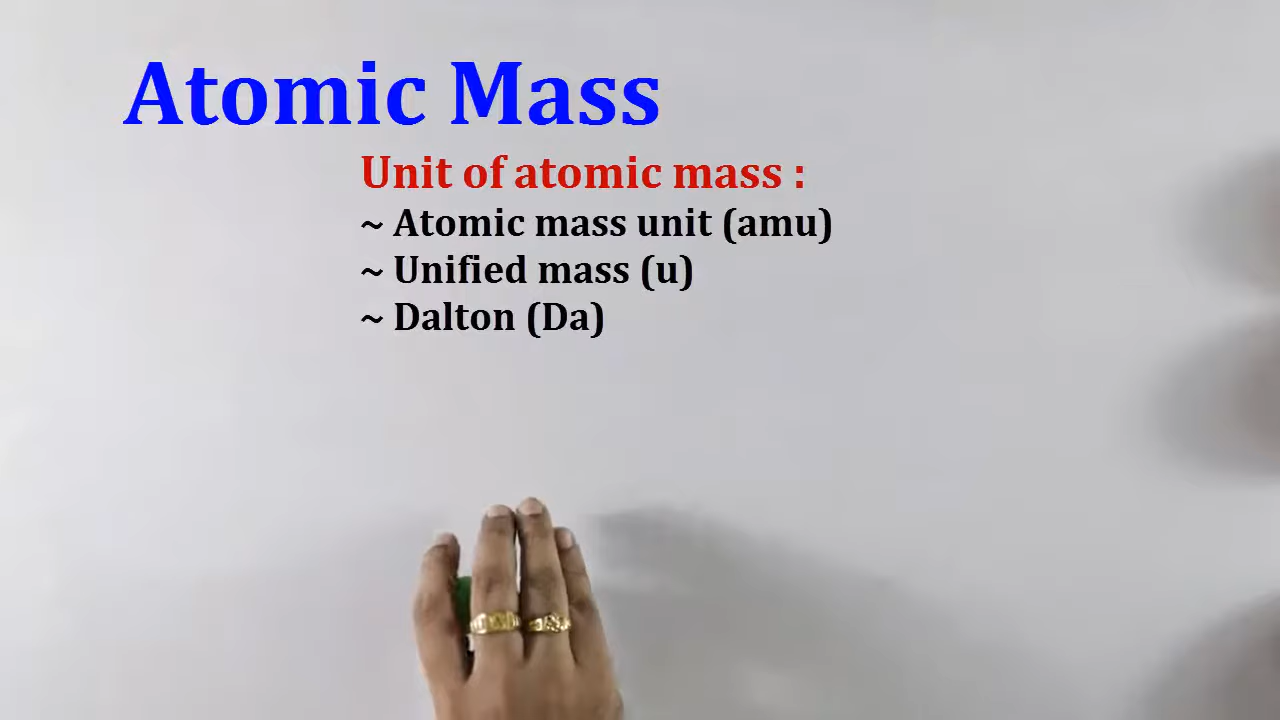 Atomic Mass
Unit of atomic mass :
~ Atomic mass unit (amu)
~ Unified mass (u)
~ Dalton (Da)